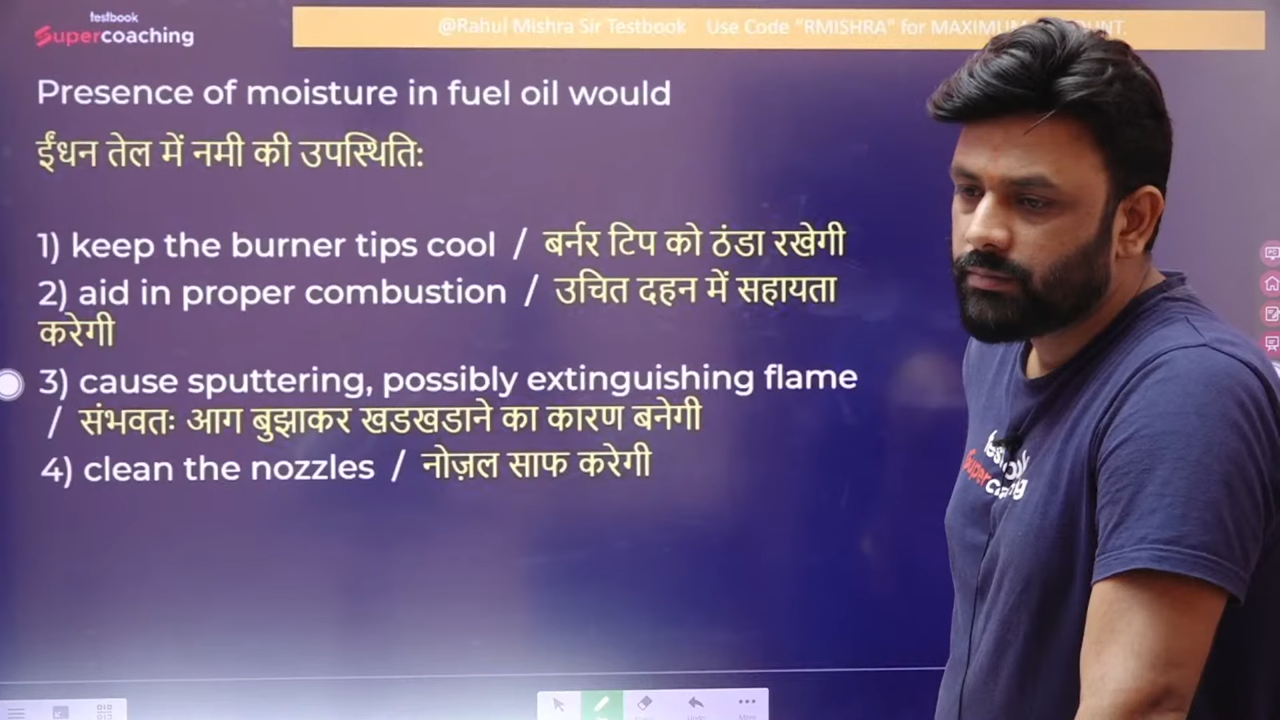 testbook
Supercoaching
@Rahul Mishra Sir Testbook Use Code "RMISHRA" for MAXIMUM
Presence of moisture in fuel oil would
ईंधन तेल में नमी की उपस्थिति:
1) keep the burner tips cool / बर्नर टिप को ठंडा रखेगी
2) aid in proper combustion / उचित दहन में सहायता
करेगी
3) cause sputtering, possibly extinguishing flame
/ संभवतः आग बुझाकर खडखडाने का कारण बनेगी
4) clean the nozzles / नोज़ल साफ करेगी